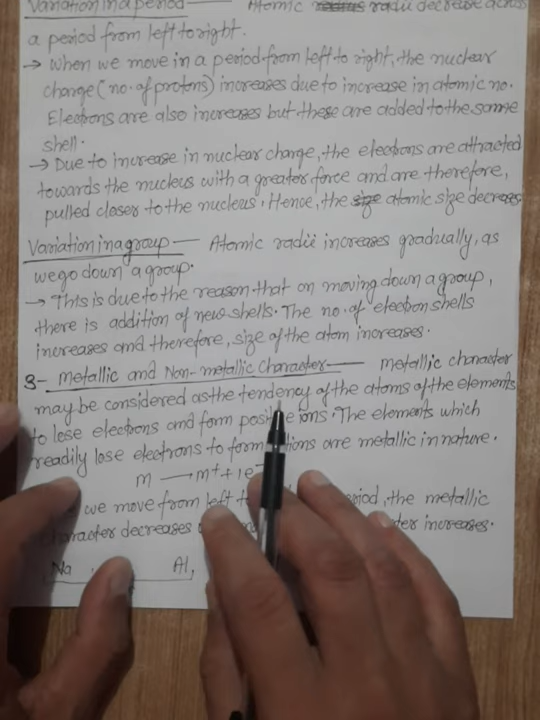 Variation in a period — Atomic radii decrease across
a period from left to right.
→ When we move in a period from left to right, the nuclear
charge (no. of protons) increases due to increase in atomic no.
Electrons are also increases but these are added to the same
shell.
→ Due to increase in nuclear charge, the electrons are attracted
towards the nucleus with a greater force and are therefore,
pulled closer to the nucleus. Hence, the atomic size decreases
Variation in a group — Atomic radii increases gradually, as
we go down a group.
→ This is due to the reason that on moving down a group,
there is addition of new shells. The no. of electron shells
increases and therefore, size of the atom increases.
3- Metallic and Non-metallic Character — Metallic character
may be considered as the tendency of the atoms of the elements
to lose electrons and form positive ions. The elements which
readily lose electrons to form ions are metallic in nature.
M → M⁺ + 1e⁻
we move from left to period, the metallic
character decreases increases.
Na, Al,